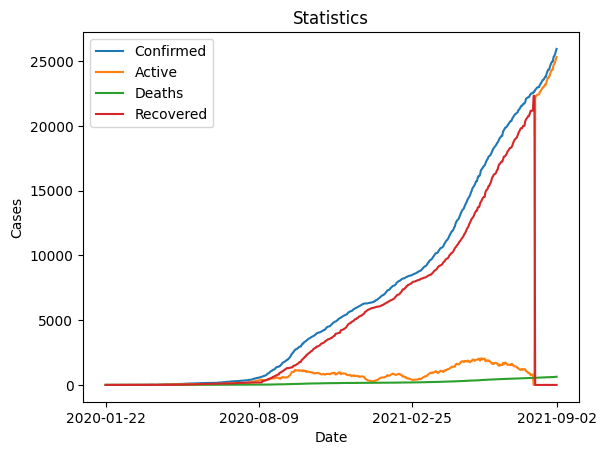 Statistics
Confirmed
Active
Deaths
Recovered
25000
20000
15000
10000
5000
0
Cases
2020-01-22
2020-08-09
2021-02-25
2021-09-02
Date